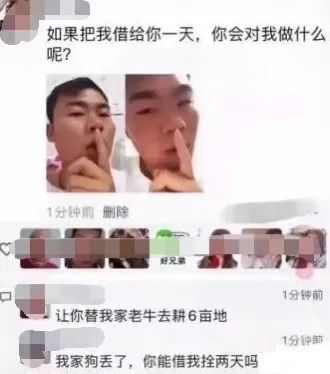 如果把我借给你一天，你会对我做什么
呢？
1分钟前 删除
好兄弟
1分钟前
让你替我家老牛去耕6亩地
1分钟前
我家狗丢了，你能借我拴两天吗